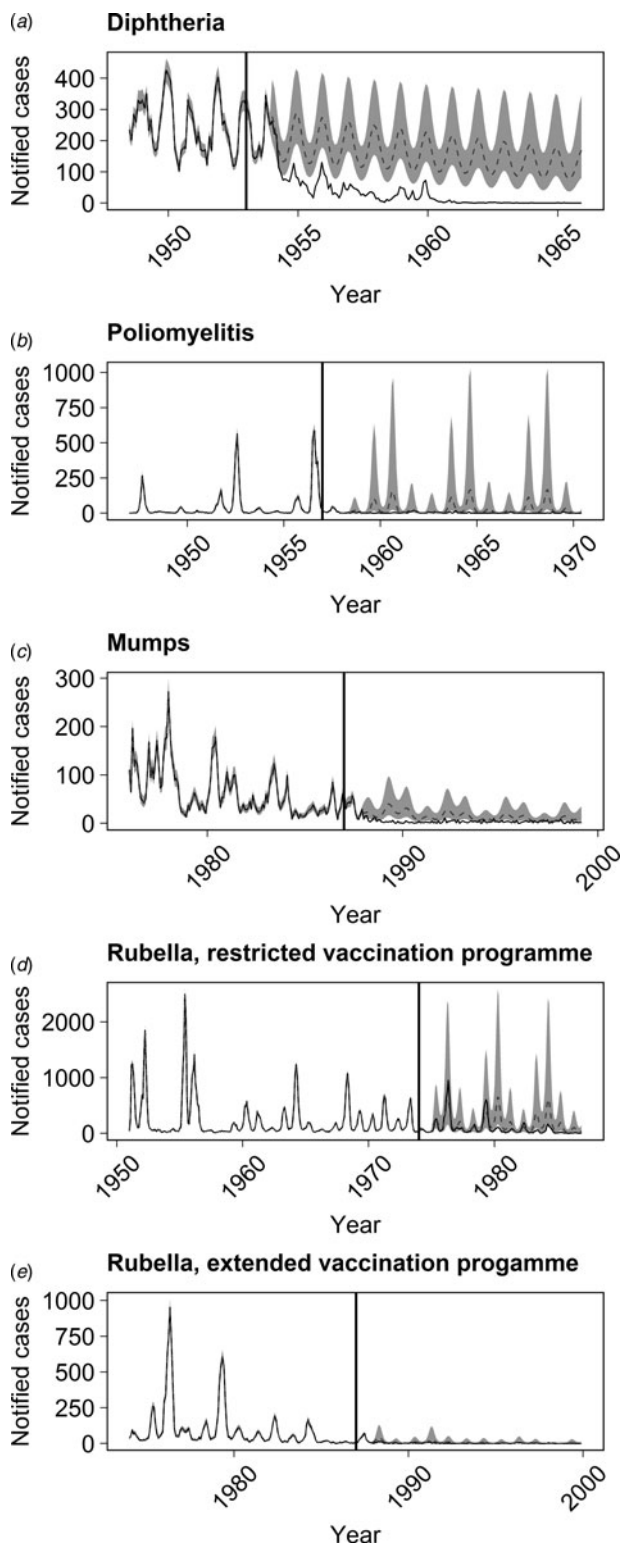 (a) Diphtheria
Notified cases
400
300
200
100
0
1950
1955
1960
1965
Year
(b) Poliomyelitis
Notified cases
1000
750
500
250
0
1950
1955
1960
1965
1970
Year
(c) Mumps
Notified cases
300
200
100
0
1980
1990
2000
Year
(d) Rubella, restricted vaccination programme
Notified cases
2000
1000
0
1950
1960
1970
1980
Year
(e) Rubella, extended vaccination progamme
Notified cases
1000
750
500
250
0
1980
1990
2000
Year